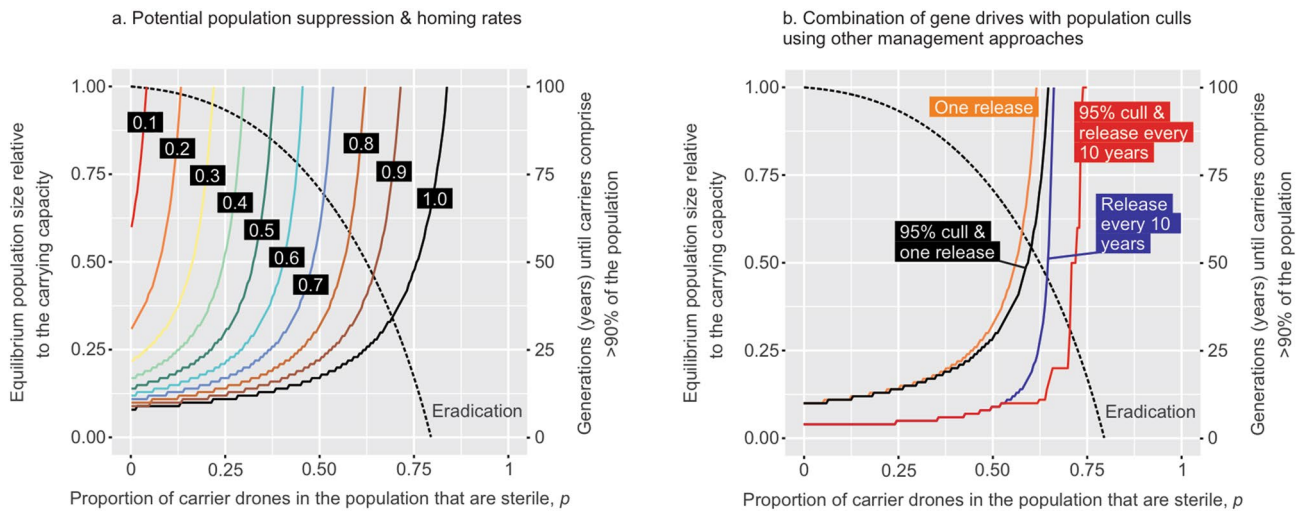 a. Potential population suppression & homing rates
Equilibrium population size relative
to the carrying capacity
1.00
0.75
0.50
0.25
0.00
0.1
0.2
0.3
0.4
0.5
0.6
0.7
0.8
0.9
1.0
Eradication
100
75
50
25
0
Generations (years) until carriers comprise
>90% of the population
0
0.25
0.50
0.75
1
Proportion of carrier drones in the population that are sterile, p
b. Combination of gene drives with population culls
using other management approaches
Equilibrium population size relative
to the carrying capacity
1.00
0.75
0.50
0.25
0.00
One release
95% cull &
release every
10 years
95% cull &
one release
Release
every 10
years
Eradication
100
75
50
25
0
Generations (years) until carriers comprise
>90% of the population
0
0.25
0.50
0.75
1
Proportion of carrier drones in the population that are sterile, p